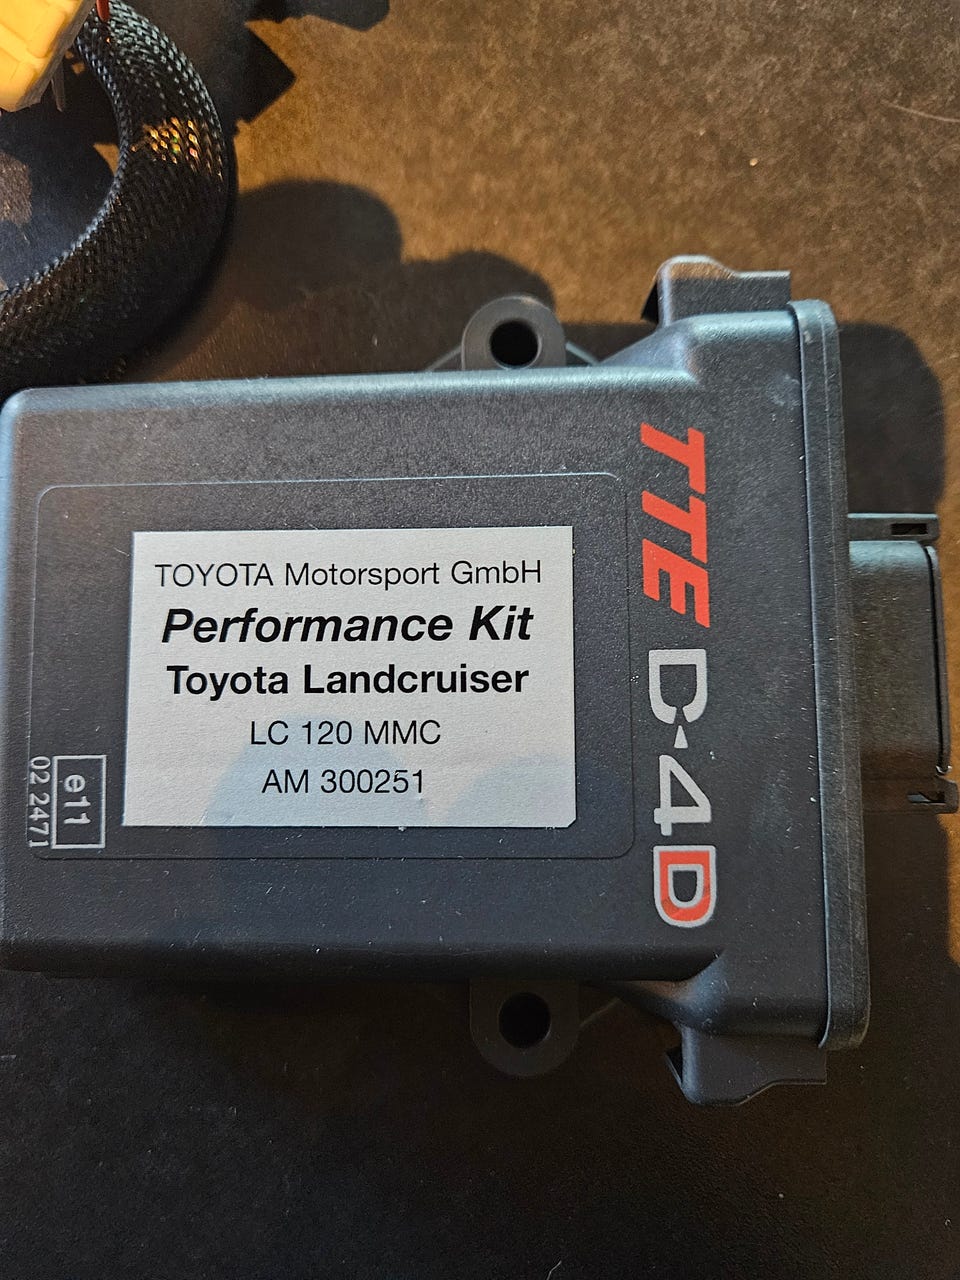 TOYOTA Motorsport GmbH
Performance Kit
Toyota Landcruiser
LC 120 MMC
AM 300251
TTE D-4D
e11
02 2471